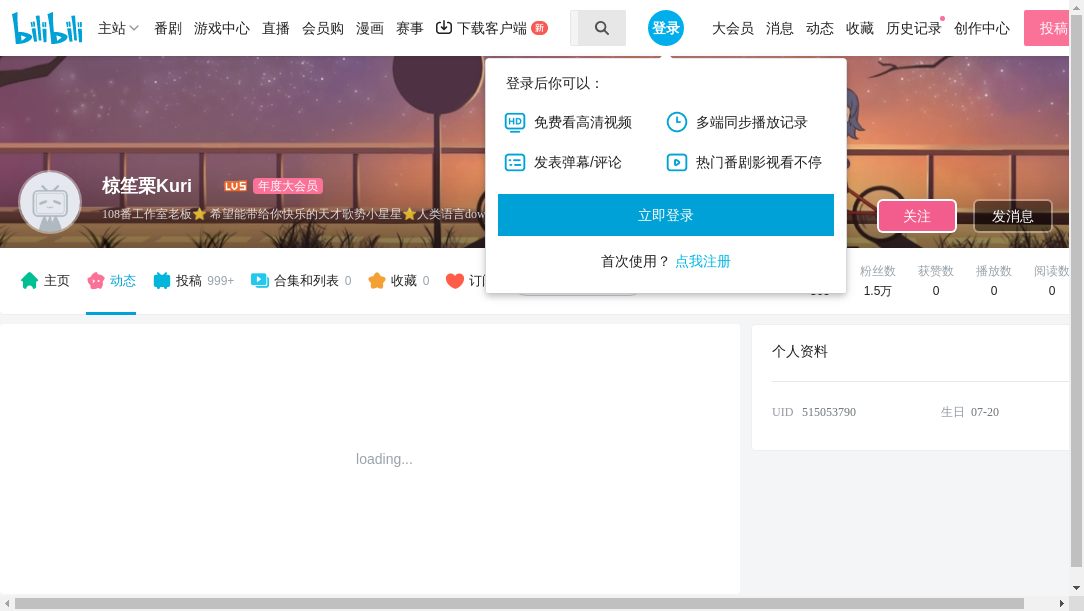 bilibili 主站 番剧 游戏中心 直播 会员购 漫画 赛事 下载客户端 新 登录 大会员 消息 动态 收藏 历史记录 创作中心 投稿
登录后你可以：
HD 免费看高清视频 多端同步播放记录
发表弹幕/评论 热门番剧影视看不停
立即登录
首次使用？ 点我注册
椋笙栗Kuri LV5 年度大会员
108番工作室老板⭐ 希望能带给你快乐的天才歌势小星星⭐人类语言dow
关注 发消息
主页 动态 投稿 999+ 合集和列表 0 收藏 0
粉丝数 获赞数 播放数 阅读数
1.5万 0 0 0
loading...
个人资料
UID 515053790 生日 07-20